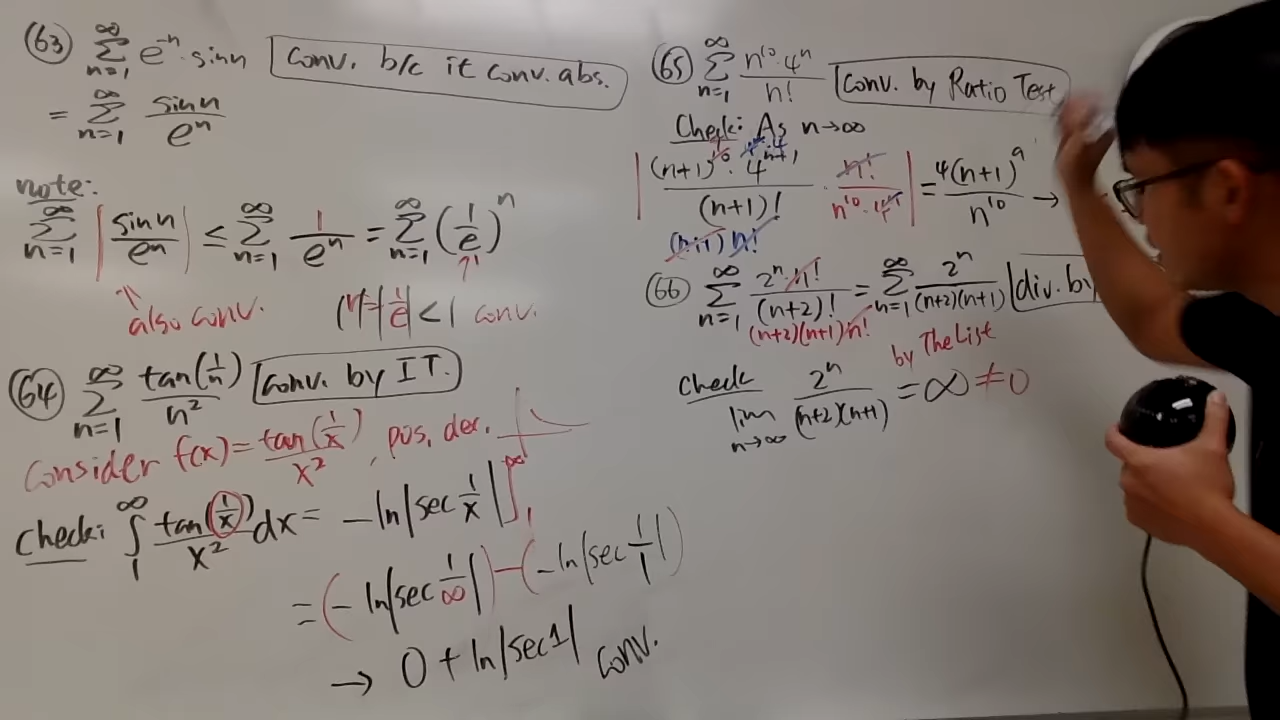 (63) ∞∑n=1 e^-n · sin n [Conv. b/c it Conv. abs.]
= ∞∑n=1 sin n / e^n
note:
∞∑n=1 |sin n / e^n| ≤ ∞∑n=1 1/e^n = ∞∑n=1 (1/e)^n
↑ also conv. |r|=|1/e| < 1 conv.
(64) ∞∑n=1 tan(1/n) / n² [Conv. by IT.]
Consider f(x) = tan(1/x) / x², pos, dec.
Check: ∫1^∞ tan(1/x) / x² dx = -ln|sec 1/x| ]1^∞
= (-ln|sec 1/∞|) - (-ln|sec 1/1|)
→ 0 + ln|sec 1| conv.
(65) ∞∑n=1 n^10 · 4^n / n! [Conv. by Ratio Test]
Check: As n→∞
|(n+1)^10 · 4^n+1 / (n+1)! · n! / n^10 · 4^n| = 4(n+1)^9 / n^10 →
(n+1) n!
(66) ∞∑n=1 2^n · n! / (n+2)! = ∞∑n=1 2^n / (n+2)(n+1) [div. by
(n+2)(n+1) n!
by The List
Check lim n→∞ 2^n / (n+2)(n+1) = ∞ ≠ 0